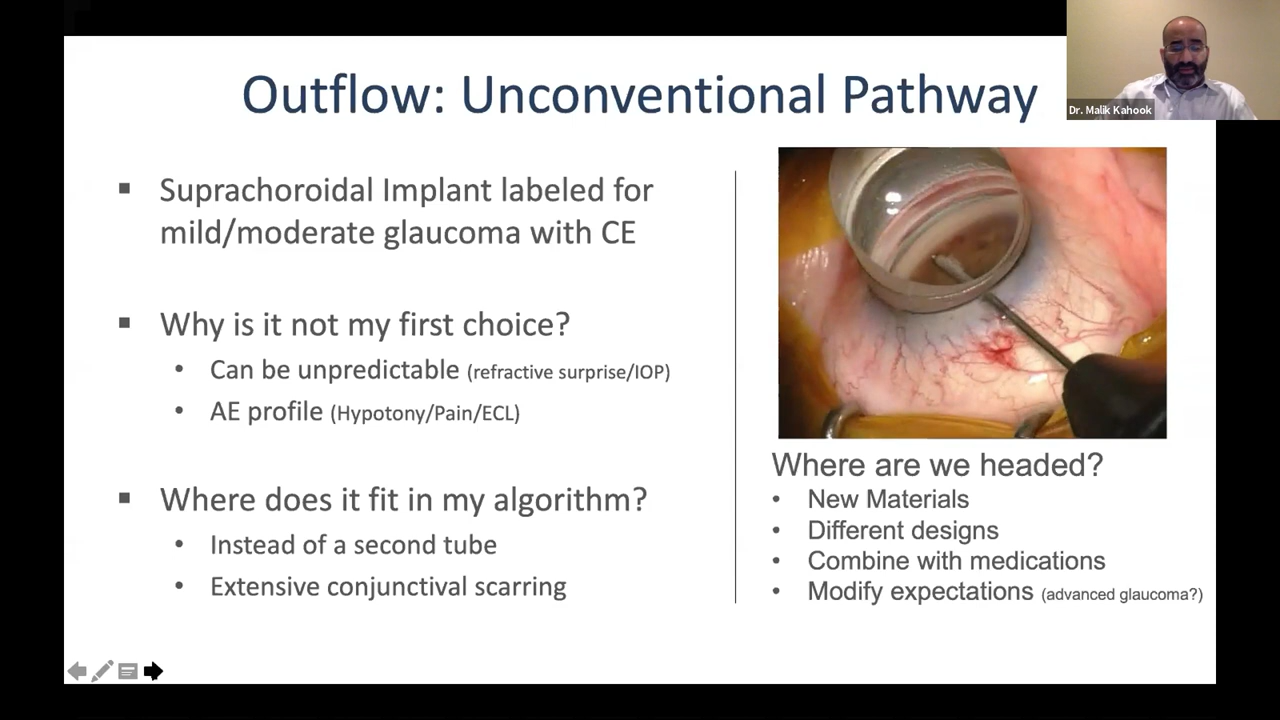 Outflow: Unconventional Pathway
Dr. Malik Kahook
▪ Suprachoroidal Implant labeled for
mild/moderate glaucoma with CE
▪ Why is it not my first choice?
• Can be unpredictable (refractive surprise/IOP)
• AE profile (Hypotony/Pain/ECL)
▪ Where does it fit in my algorithm?
• Instead of a second tube
• Extensive conjunctival scarring
Where are we headed?
• New Materials
• Different designs
• Combine with medications
• Modify expectations (advanced glaucoma?)